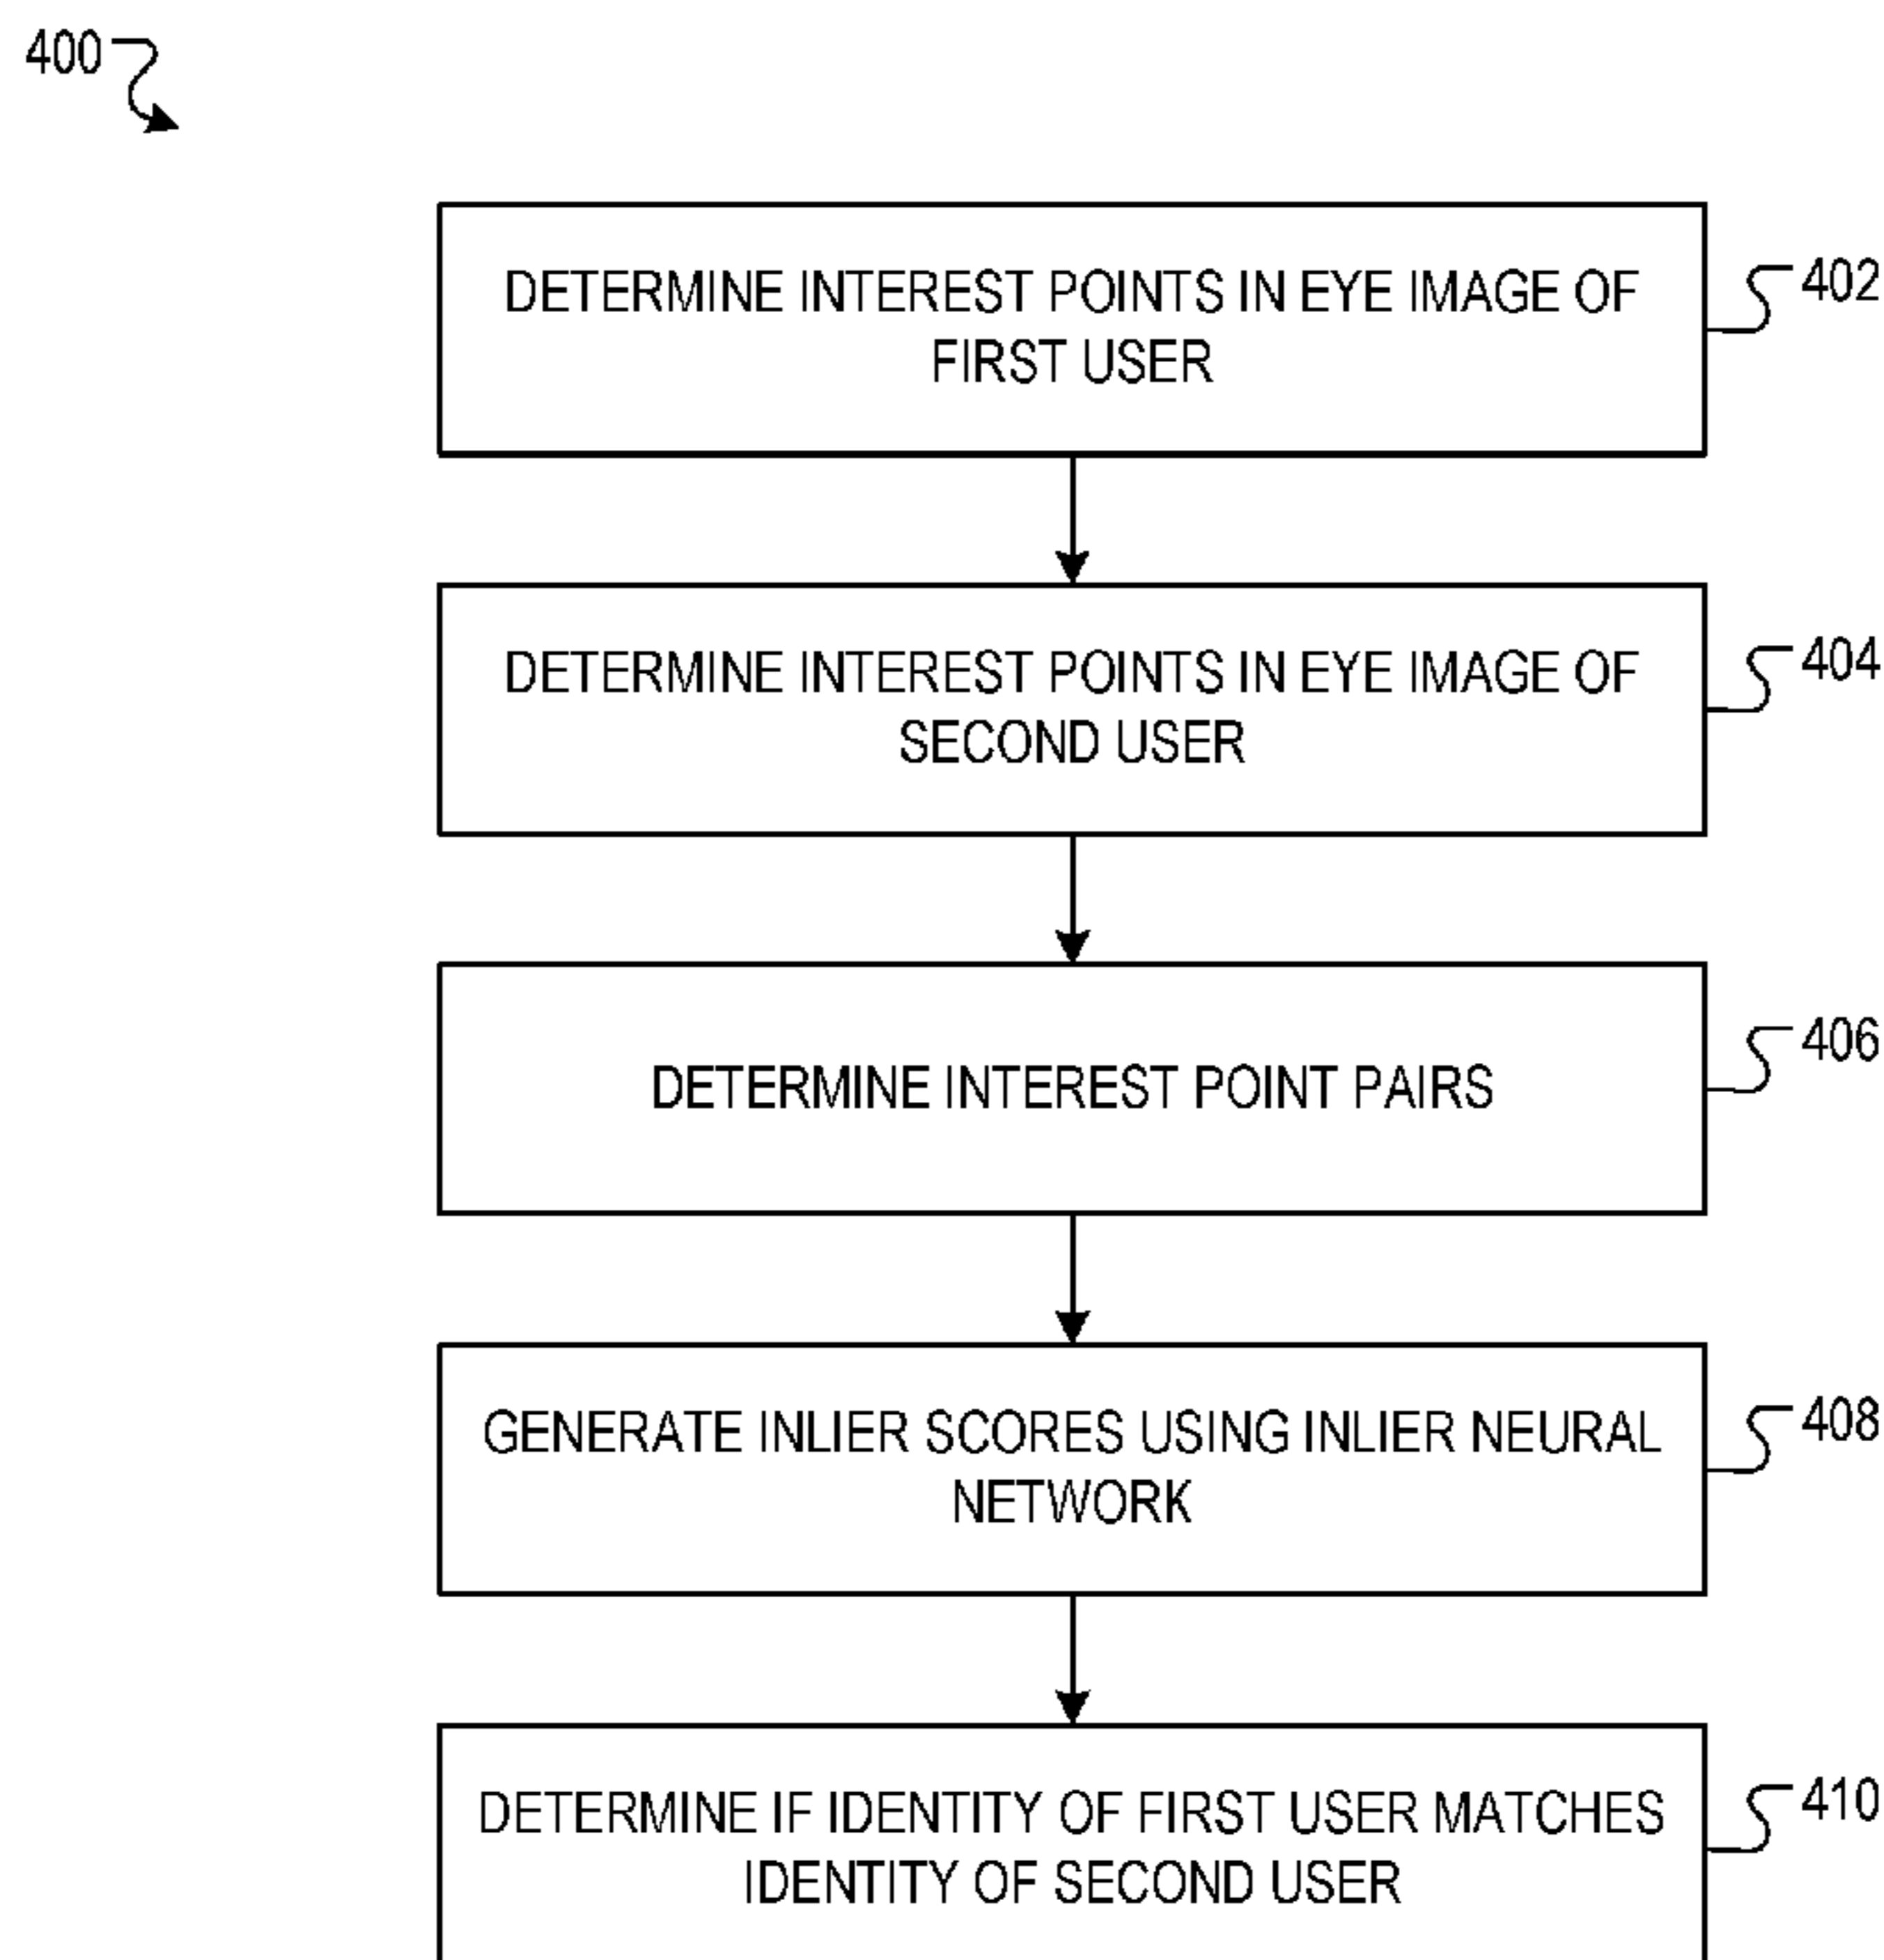 400
DETERMINE INTEREST POINTS IN EYE IMAGE OF
FIRST USER
402
DETERMINE INTEREST POINTS IN EYE IMAGE OF
SECOND USER
404
DETERMINE INTEREST POINT PAIRS
406
GENERATE INLIER SCORES USING INLIER NEURAL
NETWORK
408
DETERMINE IF IDENTITY OF FIRST USER MATCHES
IDENTITY OF SECOND USER
410